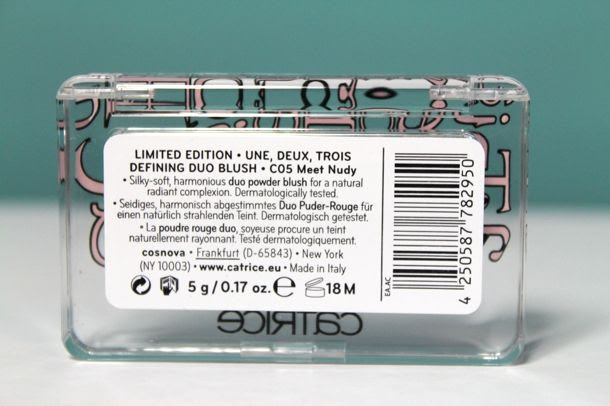 LIMITED EDITION • UNE, DEUX, TROIS
DEFINING DUO BLUSH • C05 Meet Nudy
• Silky-soft, harmonious duo powder blush for a natural
radiant complexion. Dermatologically tested.
• Seidiges, harmonisch abgestimmtes Duo Puder-Rouge für
einen natürlich strahlenden Teint. Dermatologisch getestet.
• La poudre rouge duo, soyeuse procure un teint
naturellement rayonnant. Testé dermatologiquement.
cosnova • Frankfurt (D-65843) • New York
(NY 10003) • www.catrice.eu • Made in Italy
5 g / 0.17 oz. e 18 M
EA.AC
4 250587 782950
CATRICE